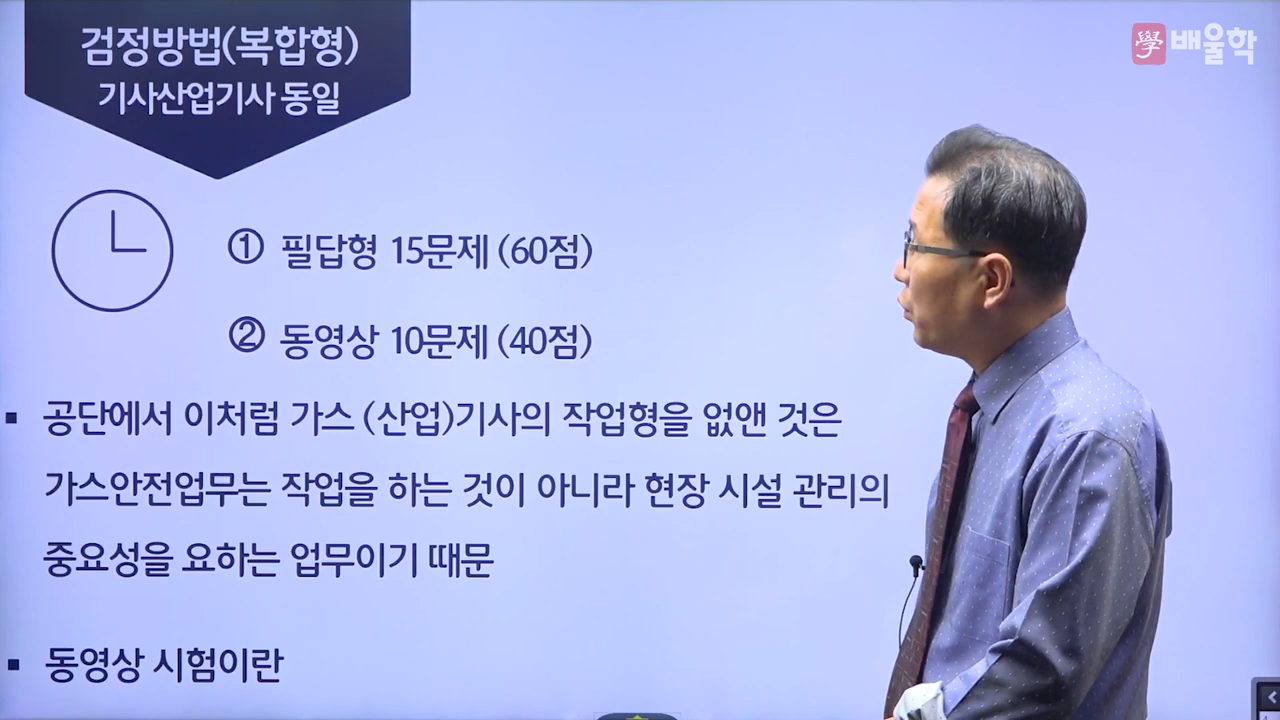 검정방법(복합형)
기사산업기사 동일
學 배울학
① 필답형 15문제 (60점)
② 동영상 10문제 (40점)
▪ 공단에서 이처럼 가스 (산업)기사의 작업형을 없앤 것은
가스안전업무는 작업을 하는 것이 아니라 현장 시설 관리의
중요성을 요하는 업무이기 때문
▪ 동영상 시험이란